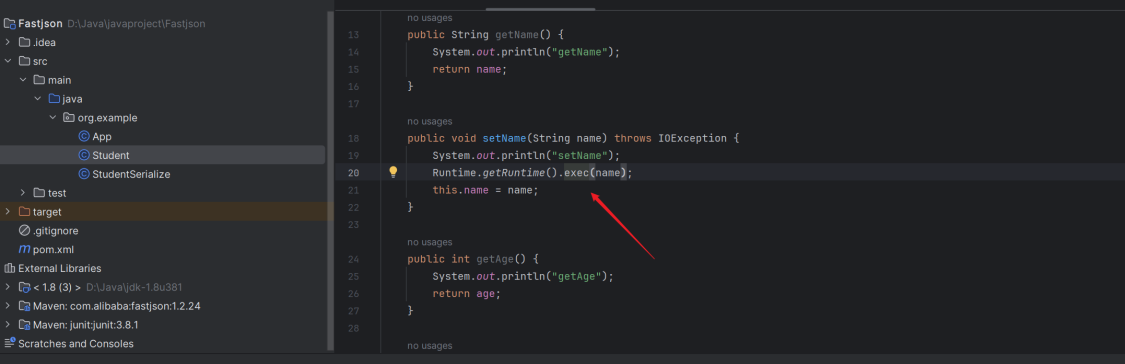 Fastjson D:\Java\javaproject\Fastjson
.idea
src
main
java
org.example
App
Student
StudentSerialize
test
target
.gitignore
pom.xml
External Libraries
< 1.8 (3) > D:\Java\jdk-1.8u381
Maven: com.alibaba:fastjson:1.2.24
Maven: junit:junit:3.8.1
Scratches and Consoles
no usages
13 public String getName() {
14 System.out.println("getName");
15 return name;
16 }
17
no usages
18 public void setName(String name) throws IOException {
19 System.out.println("setName");
20 Runtime.getRuntime().exec(name);
21 this.name = name;
22 }
23
no usages
24 public int getAge() {
25 System.out.println("getAge");
26 return age;
27 }
28
no usages